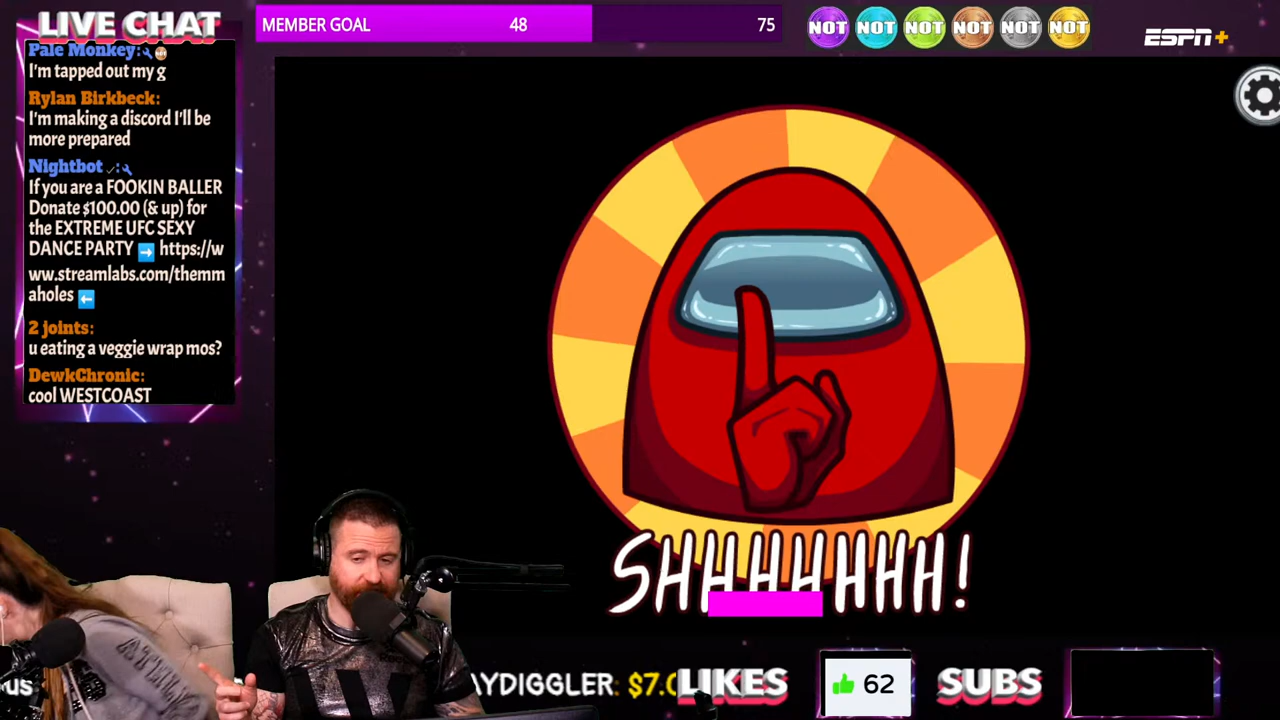 LIVE CHAT
MEMBER GOAL 48 75
NOT NOT NOT NOT NOT NOT
ESPN+
Pale Monkey:
I'm tapped out my g
Rylan Birkbeck:
I'm making a discord I'll be
more prepared
Nightbot
If you are a FOOKIN BALLER
Donate $100.00 (& up) for
the EXTREME UFC SEXY
DANCE PARTY ➡ https://w
ww.streamlabs.com/themm
aholes ⬅
2 joints:
u eating a veggie wrap mos?
DewkChronic:
cool WESTCOAST
SHHHHHHH!
AYDIGGLER: $7.0
LIKES
62
SUBS